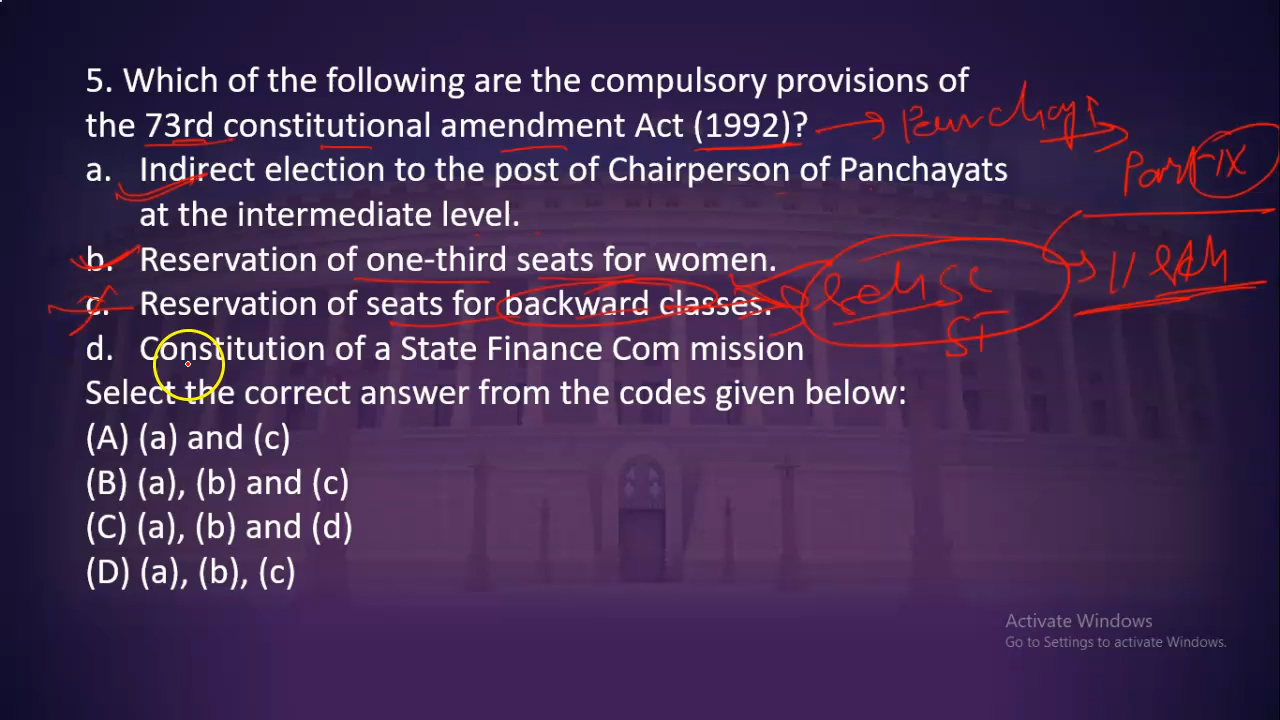 5. Which of the following are the compulsory provisions of
the 73rd constitutional amendment Act (1992)?
a. Indirect election to the post of Chairperson of Panchayats
at the intermediate level.
b. Reservation of one-third seats for women.
c. Reservation of seats for backward classes.
d. Constitution of a State Finance Com mission
Select the correct answer from the codes given below:
(A) (a) and (c)
(B) (a), (b) and (c)
(C) (a), (b) and (d)
(D) (a), (b), (c)
Part IX
11
SC
ST
Activate Windows
Go to Settings to activate Windows.